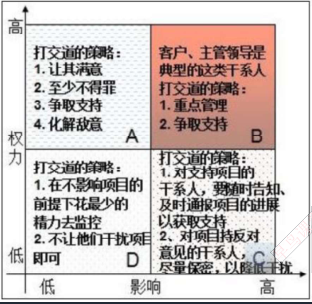 高
打交道的策略：
1. 让其满意
2. 至少不得罪
3. 争取支持
4. 化解敌意
A
客户、主管领导是
典型的这类干系人
打交道的策略：
1. 重点管理
2. 争取支持
B
权
力
打交道的策略：
1. 在不影响项目的
前提下花最少的
精力去监控
2. 不让他们干扰项目
即可
D
打交道的策略：
1. 对支持项目的
干系人，要随时告知、
及时通报项目的进展
以获取支持
2、对项目持反对
意见的干系人，
尽量保密，以降低干扰
C
低
低
影响
高